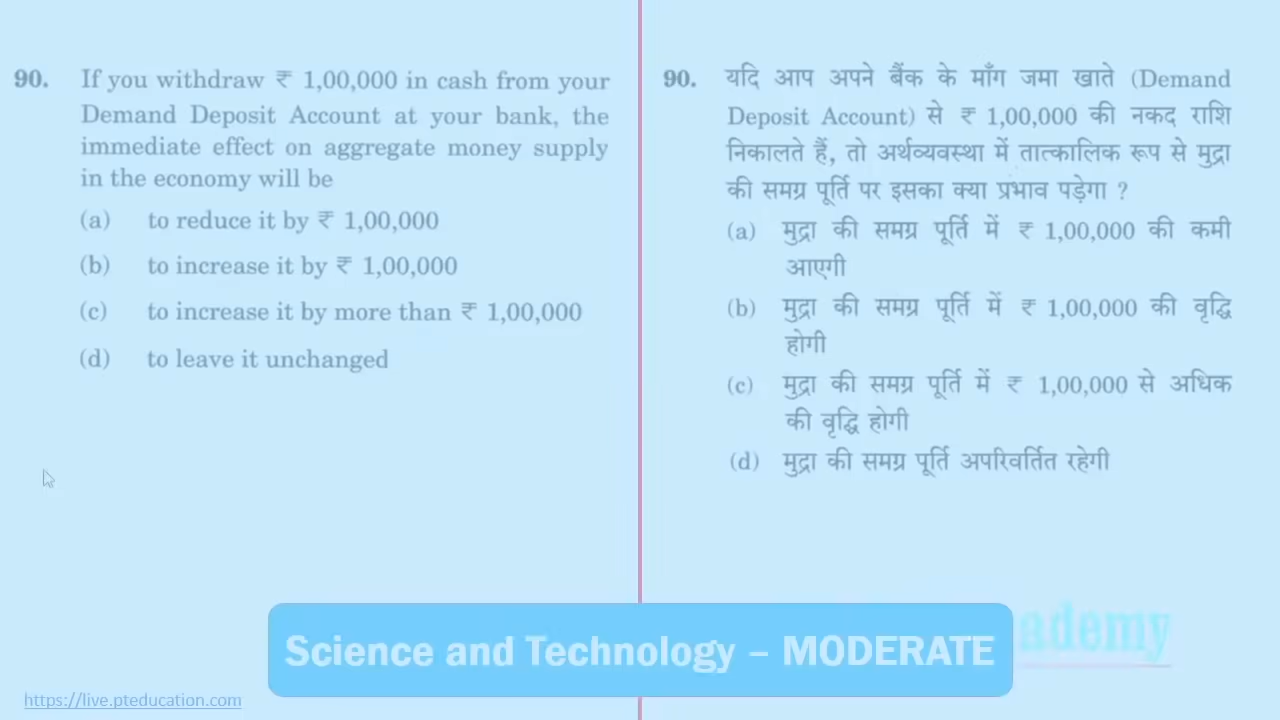 90. If you withdraw ₹ 1,00,000 in cash from your
Demand Deposit Account at your bank, the
immediate effect on aggregate money supply
in the economy will be
(a) to reduce it by ₹ 1,00,000
(b) to increase it by ₹ 1,00,000
(c) to increase it by more than ₹ 1,00,000
(d) to leave it unchanged
90. यदि आप अपने बैंक के माँग जमा खाते (Demand
Deposit Account) से ₹ 1,00,000 की नकद राशि
निकालते हैं, तो अर्थव्यवस्था में तात्कालिक रूप से मुद्रा
की समग्र पूर्ति पर इसका क्या प्रभाव पड़ेगा ?
(a) मुद्रा की समग्र पूर्ति में ₹ 1,00,000 की कमी
आएगी
(b) मुद्रा की समग्र पूर्ति में ₹ 1,00,000 की वृद्धि
होगी
(c) मुद्रा की समग्र पूर्ति में ₹ 1,00,000 से अधिक
की वृद्धि होगी
(d) मुद्रा की समग्र पूर्ति अपरिवर्तित रहेगी
Science and Technology – MODERATE
https://live.pteducation.com